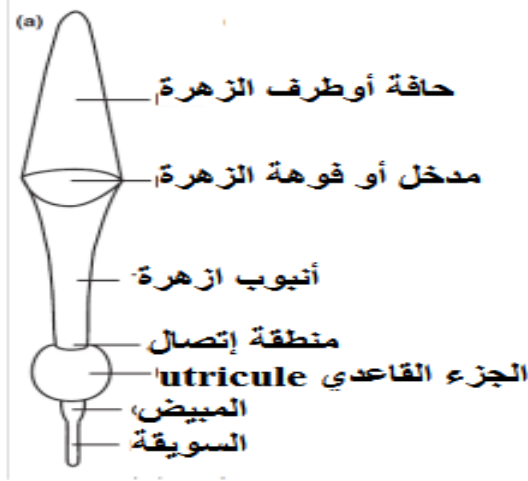 (a)
حافة أوطرف الزهرة
مدخل أو فوهة الزهرة
أنبوب ازهرة
منطقة إتصال
الجزء القاعدي utricule
المبيض
السويقة